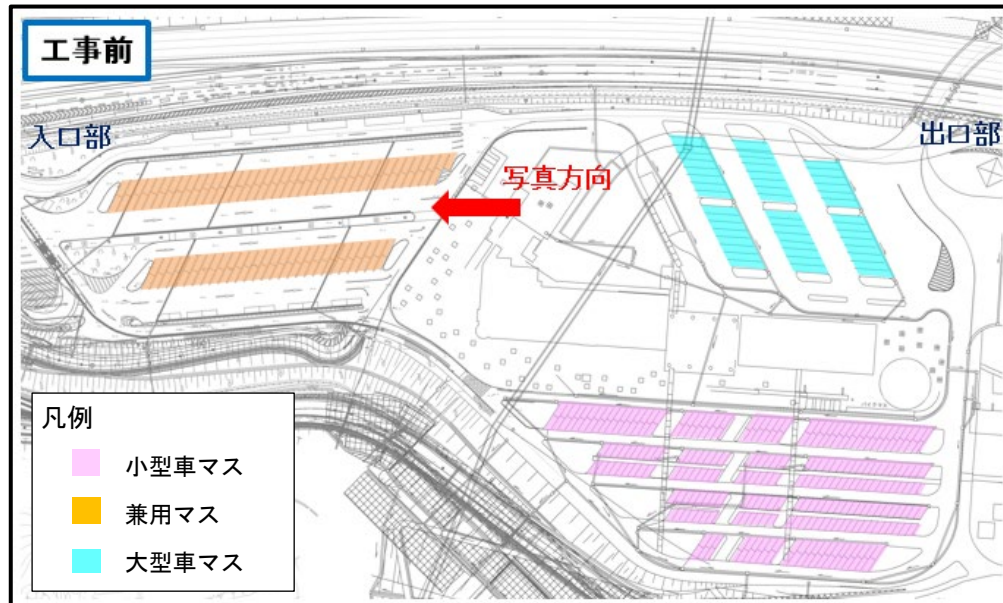 工事前
入口部
出口部
写真方向
凡例
小型車マス
兼用マス
大型車マス